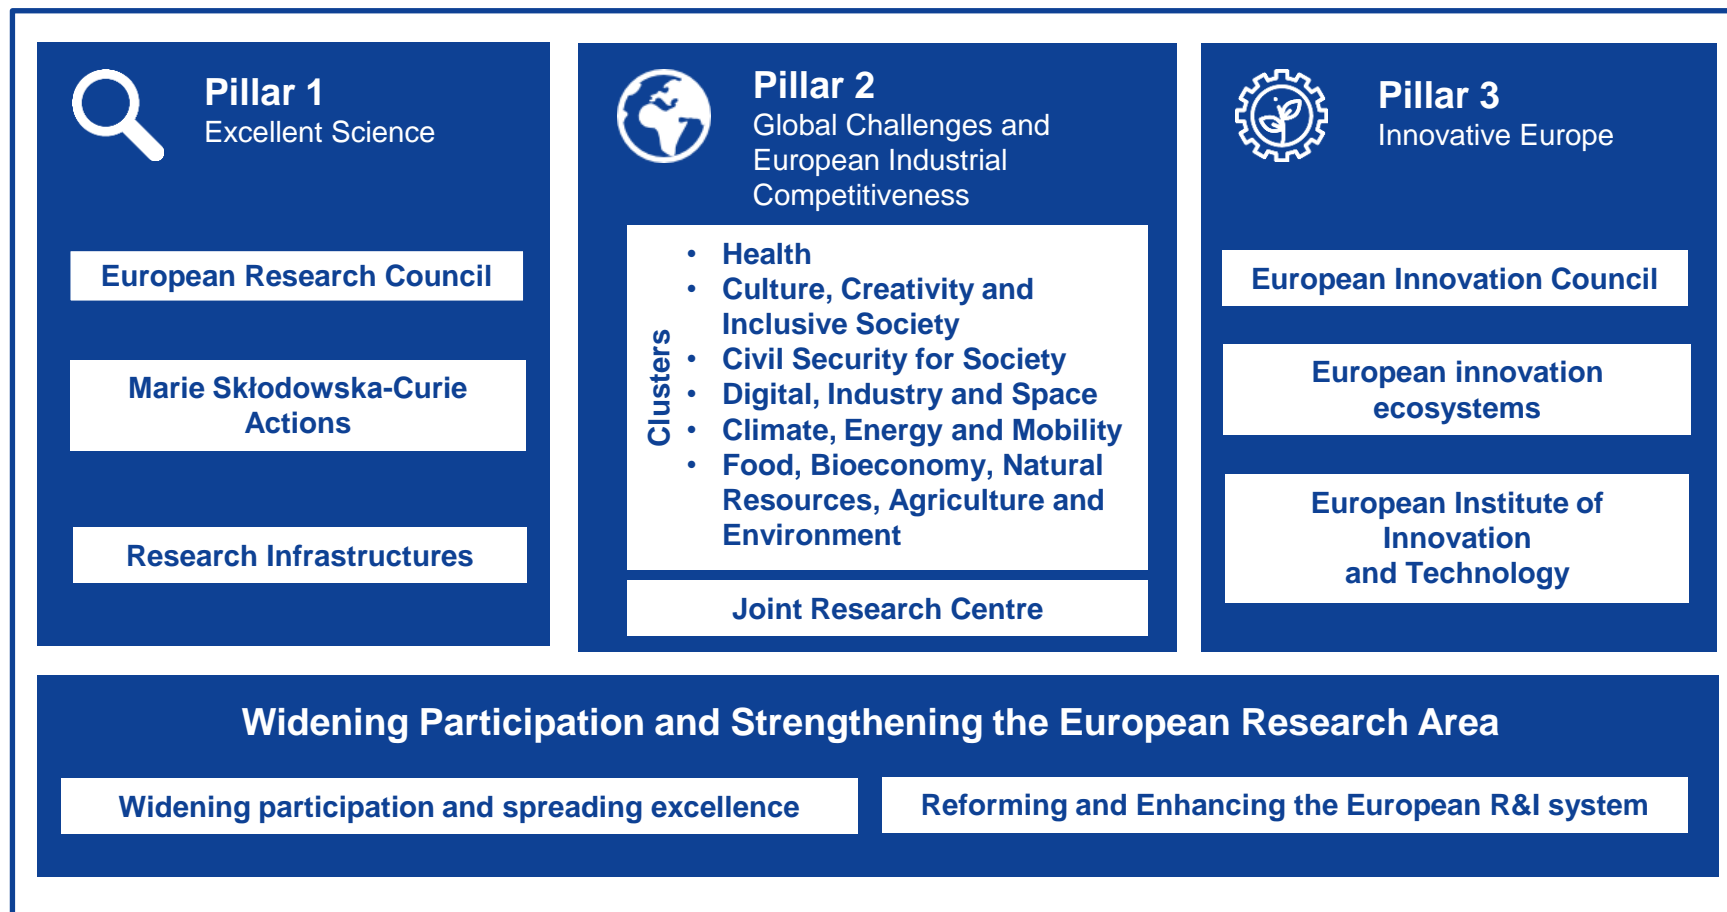 Pillar 1
Excellent Science
European Research Council
Marie Skłodowska-Curie
Actions
Research Infrastructures
Pillar 2
Global Challenges and
European Industrial
Competitiveness
Clusters
• Health
• Culture, Creativity and
Inclusive Society
• Civil Security for Society
• Digital, Industry and Space
• Climate, Energy and Mobility
• Food, Bioeconomy, Natural
Resources, Agriculture and
Environment
Joint Research Centre
Pillar 3
Innovative Europe
European Innovation Council
European innovation
ecosystems
European Institute of
Innovation
and Technology
Widening Participation and Strengthening the European Research Area
Widening participation and spreading excellence
Reforming and Enhancing the European R&I system